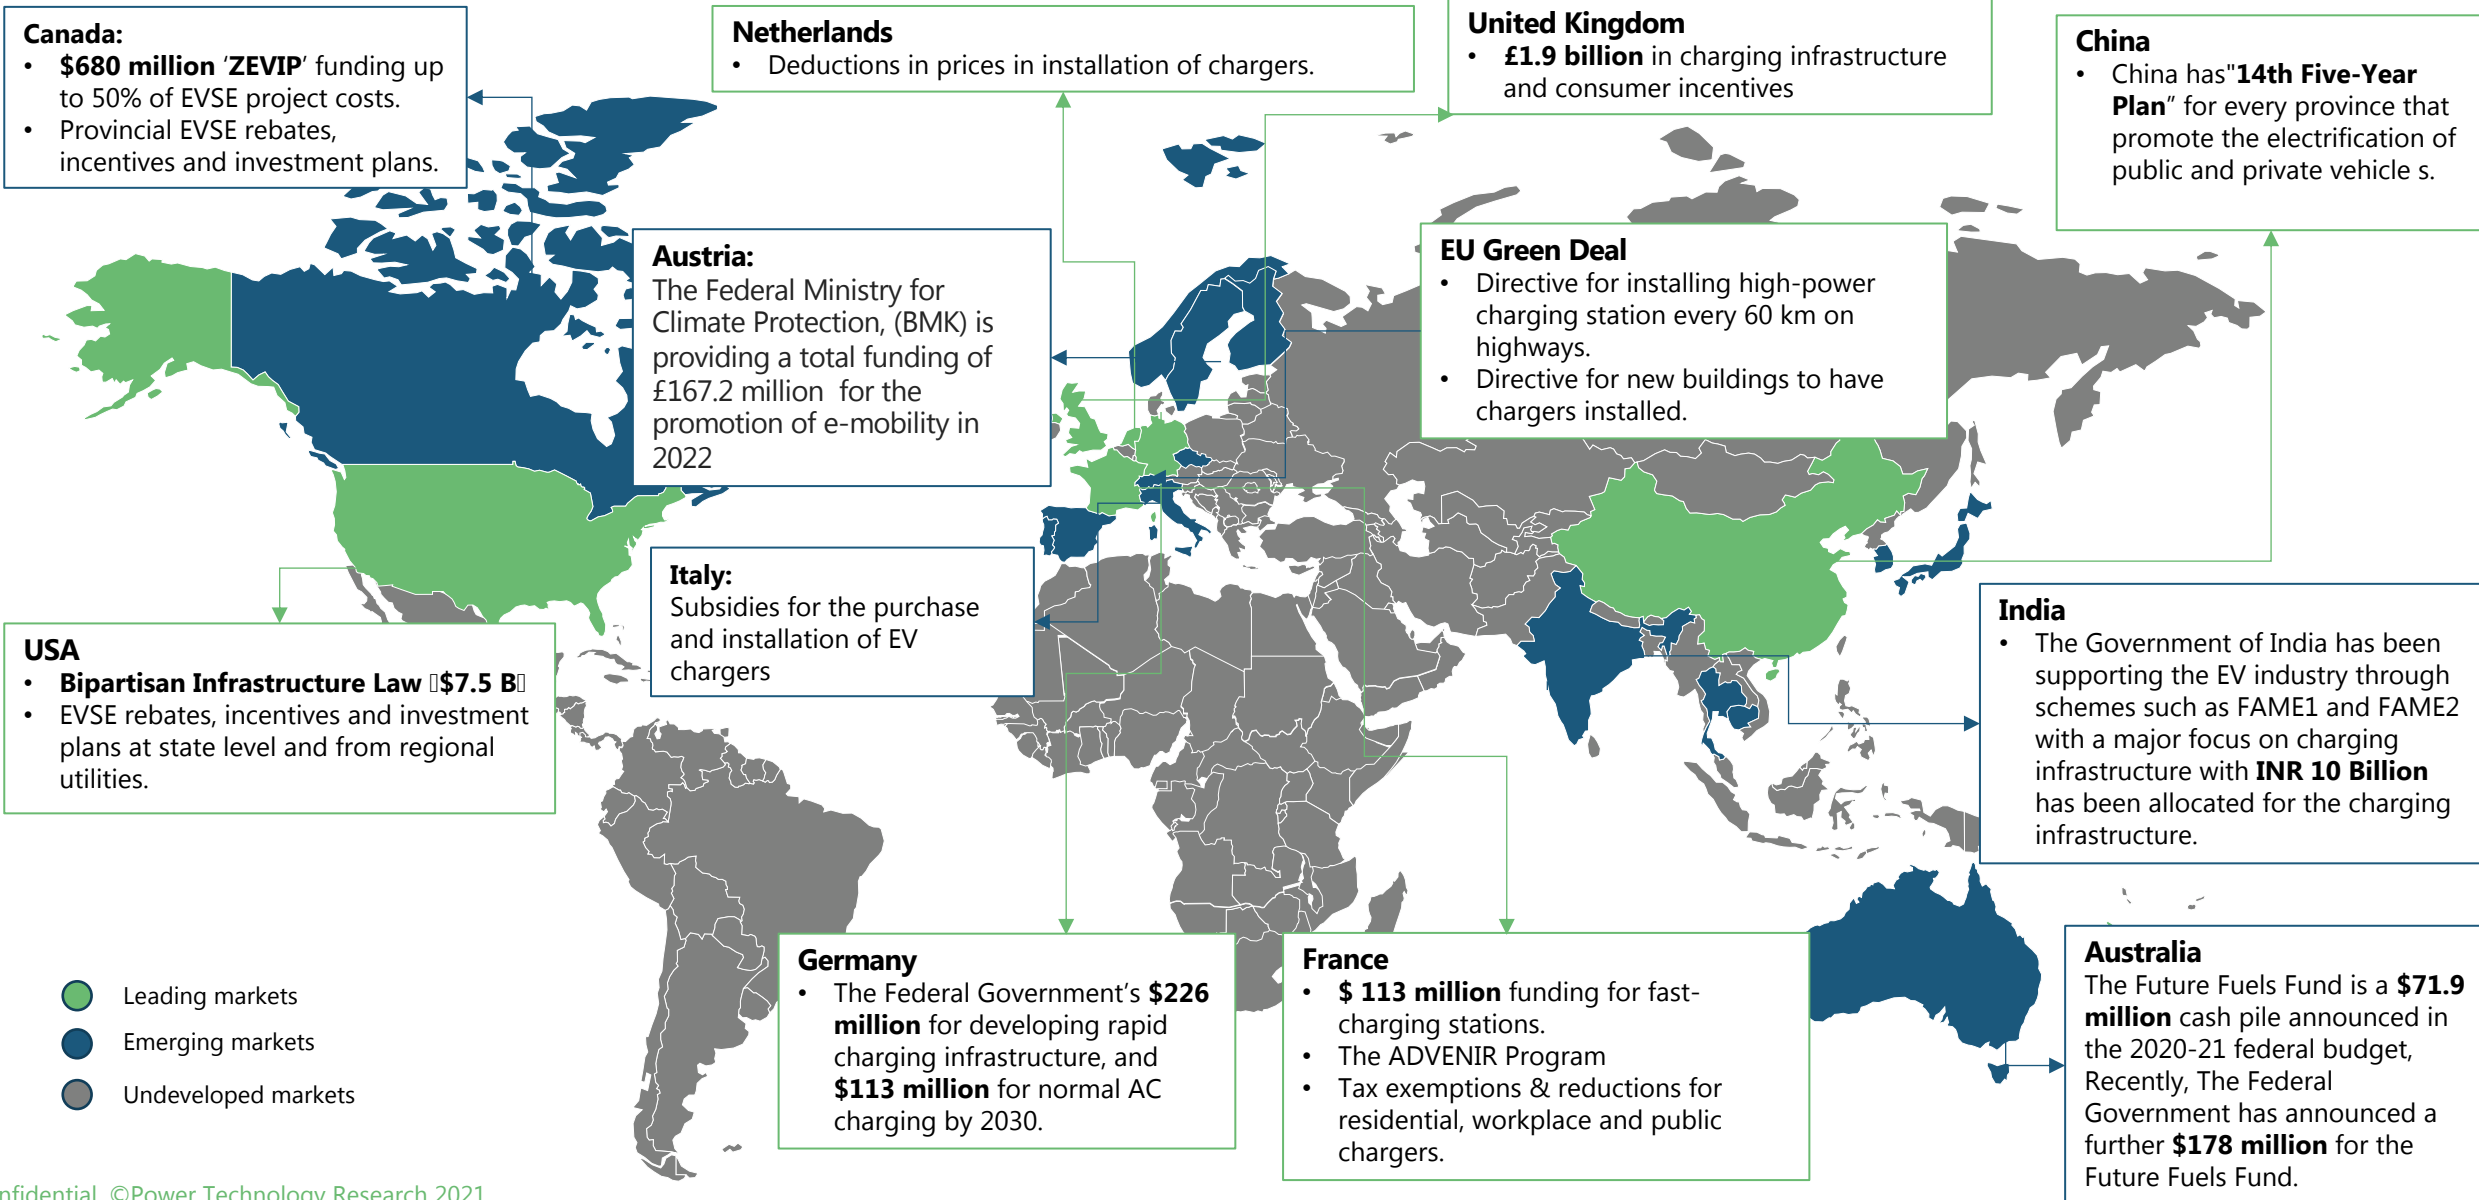 Canada:
• $680 million ‘ZEVIP’ funding up
to 50% of EVSE project costs.
• Provincial EVSE rebates,
incentives and investment plans.
Netherlands
• Deductions in prices in installation of chargers.
United Kingdom
• £1.9 billion in charging infrastructure
and consumer incentives
China
• China has"14th Five-Year
Plan” for every province that
promote the electrification of
public and private vehicle s.
Austria:
The Federal Ministry for
Climate Protection, (BMK) is
providing a total funding of
£167.2 million for the
promotion of e-mobility in
2022
EU Green Deal
• Directive for installing high-power
charging station every 60 km on
highways.
• Directive for new buildings to have
chargers installed.
Italy:
Subsidies for the purchase
and installation of EV
chargers
USA
• Bipartisan Infrastructure Law ▯$7.5 B▯
• EVSE rebates, incentives and investment
plans at state level and from regional
utilities.
India
• The Government of India has been
supporting the EV industry through
schemes such as FAME1 and FAME2
with a major focus on charging
infrastructure with INR 10 Billion
has been allocated for the charging
infrastructure.
Germany
• The Federal Government’s $226
million for developing rapid
charging infrastructure, and
$113 million for normal AC
charging by 2030.
France
• $ 113 million funding for fast-
charging stations.
• The ADVENIR Program
• Tax exemptions & reductions for
residential, workplace and public
chargers.
Australia
The Future Fuels Fund is a $71.9
million cash pile announced in
the 2020-21 federal budget,
Recently, The Federal
Government has announced a
further $178 million for the
Future Fuels Fund.
Leading markets
Emerging markets
Undeveloped markets
nfidential ©Power Technology Research 2021